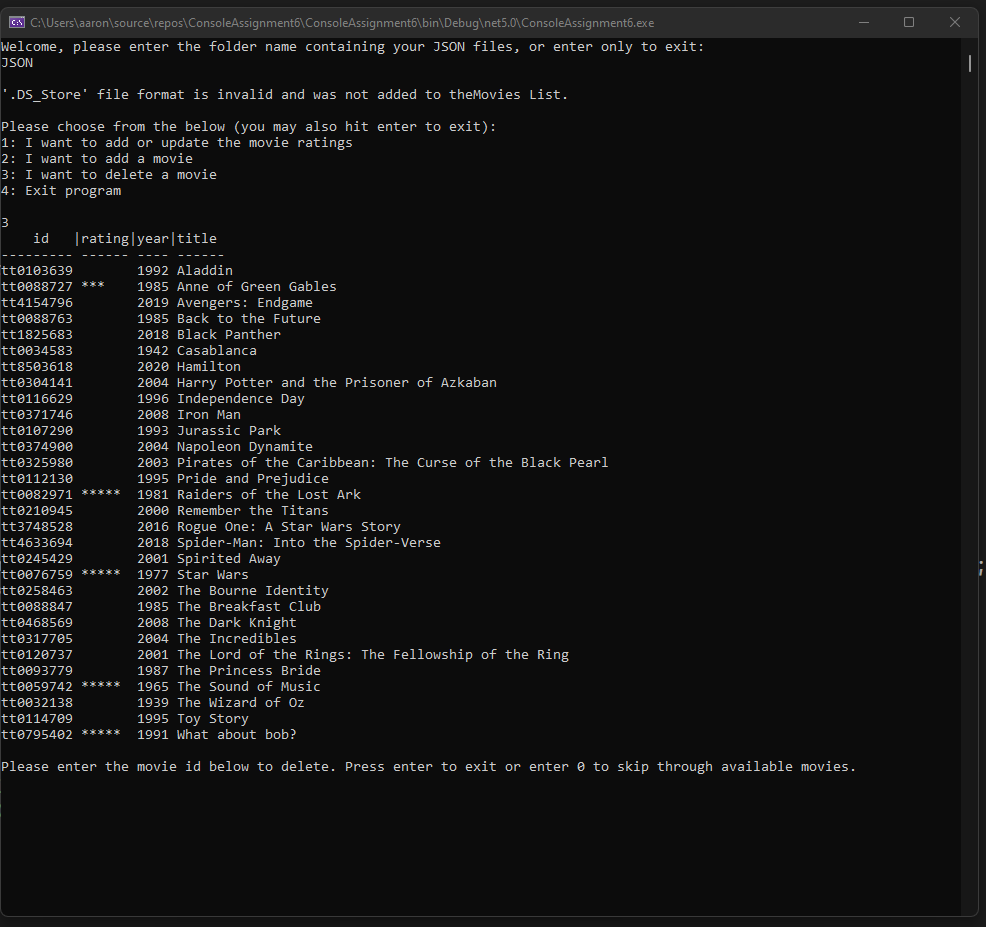 C:\Users\aaron\source\repos\ConsoleAssignment6\ConsoleAssignment6\bin\Debug\net5.0\ConsoleAssignment6.exe
Welcome, please enter the folder name containing your JSON files, or enter only to exit:
JSON
'.DS_Store' file format is invalid and was not added to theMovies List.
Please choose from the below (you may also hit enter to exit):
1: I want to add or update the movie ratings
2: I want to add a movie
3: I want to delete a movie
4: Exit program
3
    id   |rating|year|title
--------- ------ ---- ------
tt0103639        1992 Aladdin
tt0088727 ***    1985 Anne of Green Gables
tt4154796        2019 Avengers: Endgame
tt0088763        1985 Back to the Future
tt1825683        2018 Black Panther
tt0034583        1942 Casablanca
tt8503618        2020 Hamilton
tt0304141        2004 Harry Potter and the Prisoner of Azkaban
tt0116629        1996 Independence Day
tt0371746        2008 Iron Man
tt0107290        1993 Jurassic Park
tt0374900        2004 Napoleon Dynamite
tt0325980        2003 Pirates of the Caribbean: The Curse of the Black Pearl
tt0112130        1995 Pride and Prejudice
tt0082971 *****  1981 Raiders of the Lost Ark
tt0210945        2000 Remember the Titans
tt3748528        2016 Rogue One: A Star Wars Story
tt4633694        2018 Spider-Man: Into the Spider-Verse
tt0245429        2001 Spirited Away
tt0076759 *****  1977 Star Wars
tt0258463        2002 The Bourne Identity
tt0088847        1985 The Breakfast Club
tt0468569        2008 The Dark Knight
tt0317705        2004 The Incredibles
tt0120737        2001 The Lord of the Rings: The Fellowship of the Ring
tt0093779        1987 The Princess Bride
tt0059742 *****  1965 The Sound of Music
tt0032138        1939 The Wizard of Oz
tt0114709        1995 Toy Story
tt0795402 *****  1991 What about bob?
Please enter the movie id below to delete. Press enter to exit or enter 0 to skip through available movies.